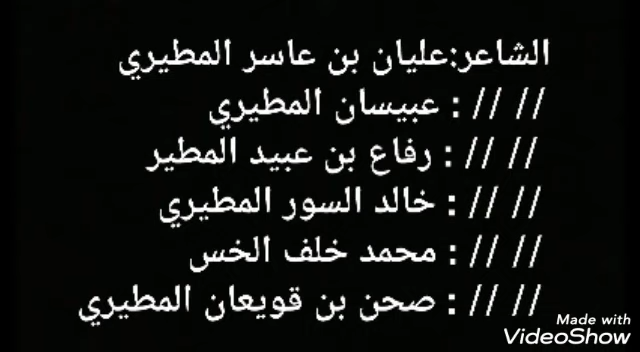 الشاعر:عليان بن عاسر المطيري
// // : عبيسان المطيري
// // : رفاع بن عبيد المطير
// // : خالد السور المطيري
// // : محمد خلف الخس
// // : صحن بن قويعان المطيري
Made with
VideoShow